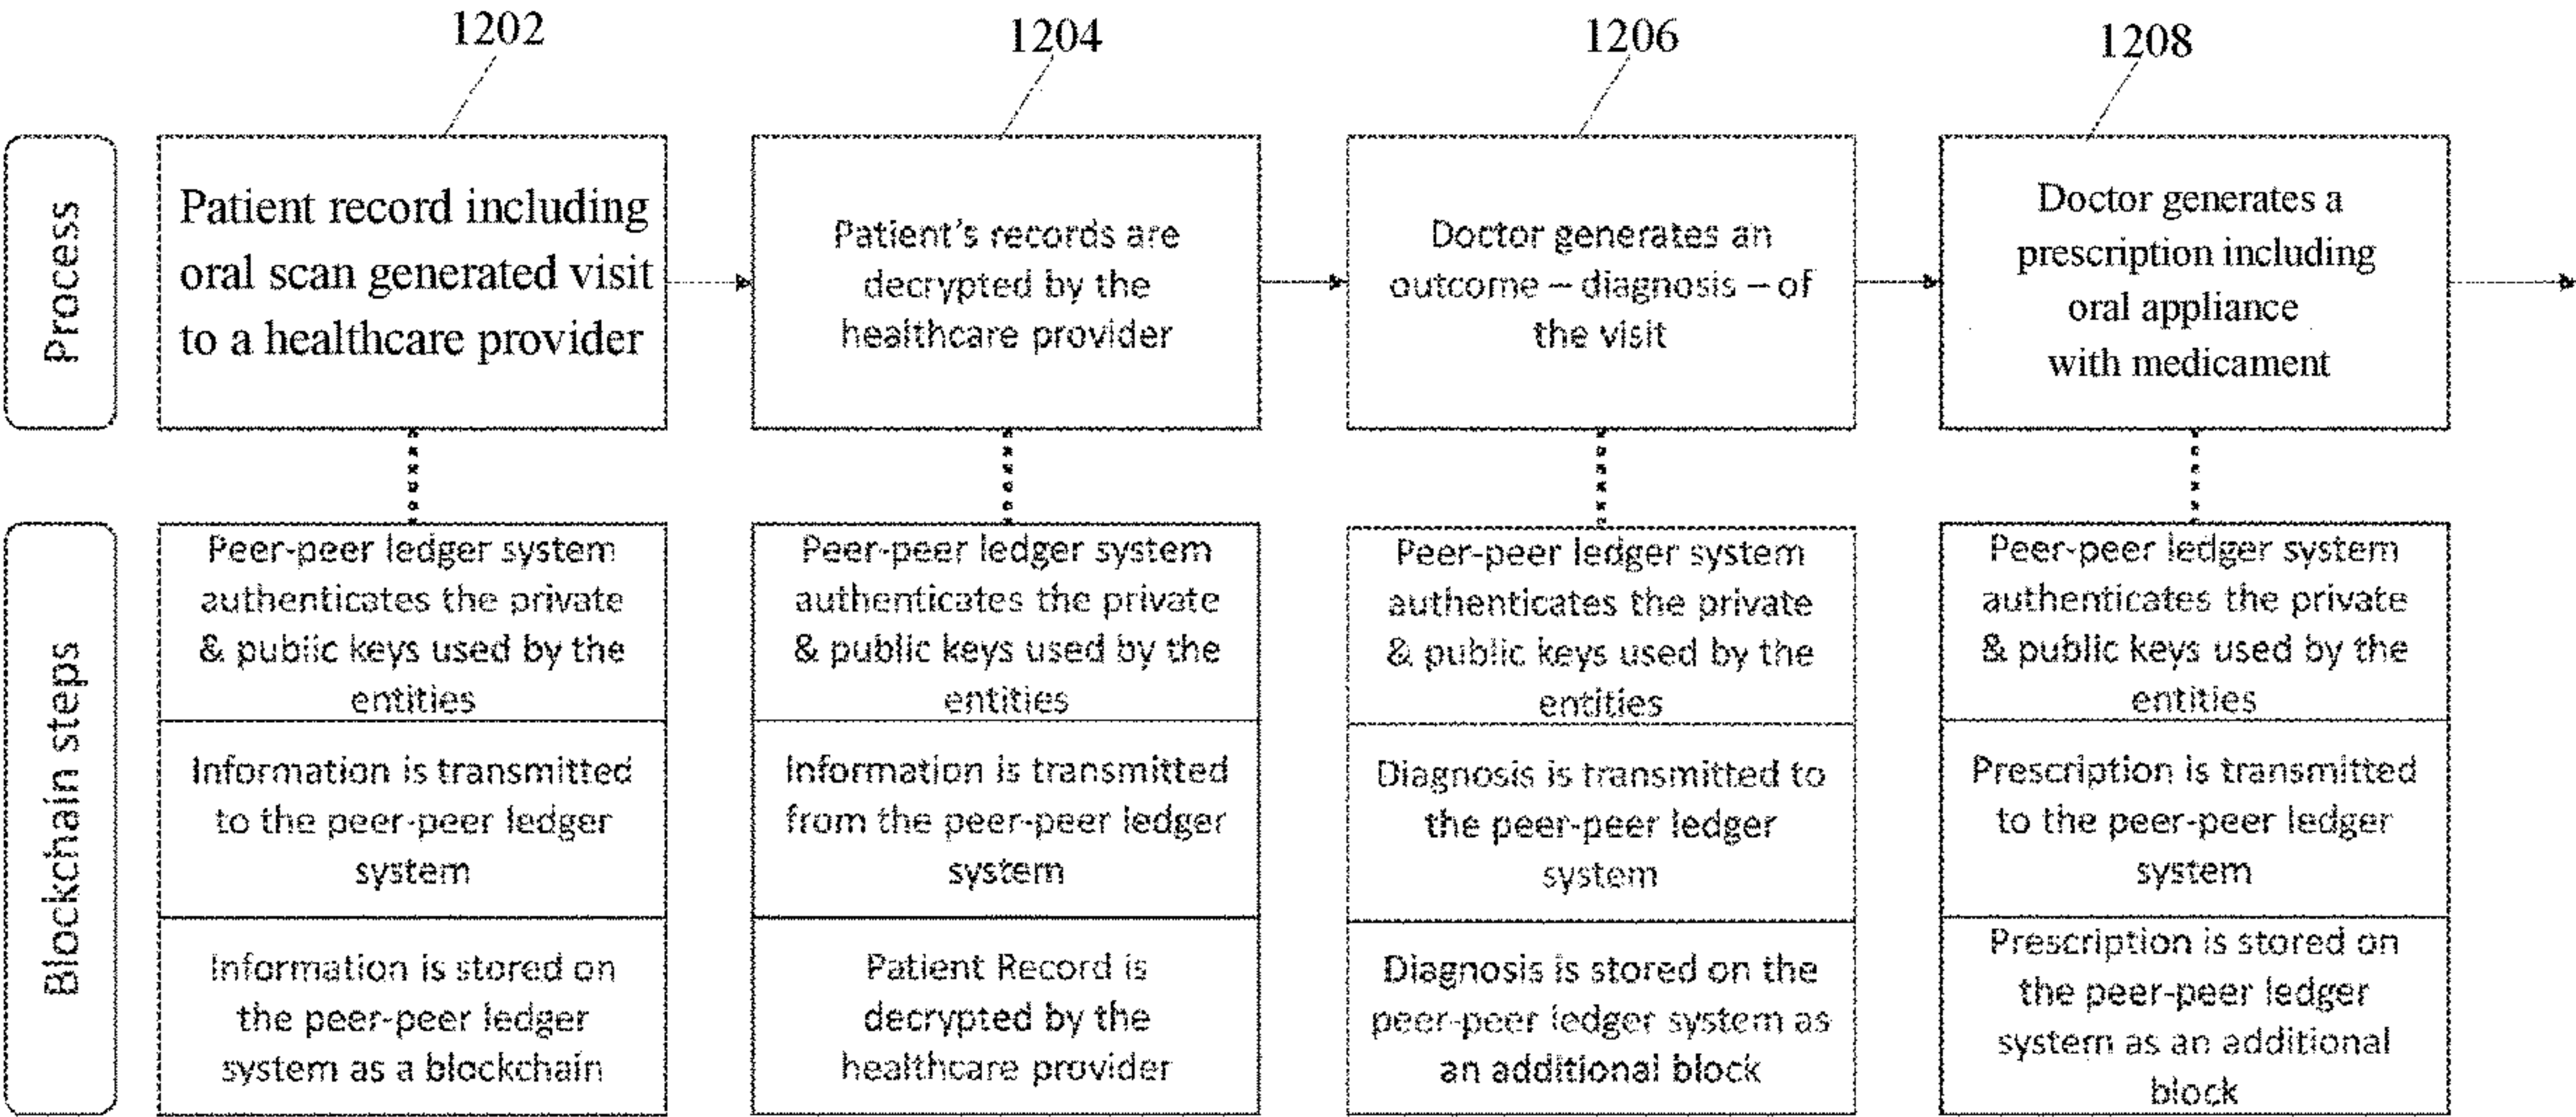 1202
1204
1206
1208
Process
Patient record including
oral scan generated visit
to a healthcare provider
Patient's records are
decrypted by the
healthcare provider
Doctor generates an
outcome – diagnosis – of
the visit
Doctor generates a
prescription including
oral appliance
with medicament
Blockchain steps
Peer-peer ledger system
authenticates the private
& public keys used by the
entities
Information is transmitted
to the peer-peer ledger
system
Information is stored on
the peer-peer ledger
system as a blockchain
Peer-peer ledger system
authenticates the private
& public keys used by the
entities
Information is transmitted
from the peer-peer ledger
system
Patient Record is
decrypted by the
healthcare provider
Peer-peer ledger system
authenticates the private
& public keys used by the
entities
Diagnosis is transmitted to
the peer-peer ledger
system
Diagnosis is stored on the
peer-peer ledger system as
an additional block
Peer-peer ledger system
authenticates the private
& public keys used by the
entities
Prescription is transmitted
to the peer-peer ledger
system
Prescription is stored on
the peer-peer ledger
system as an additional
block